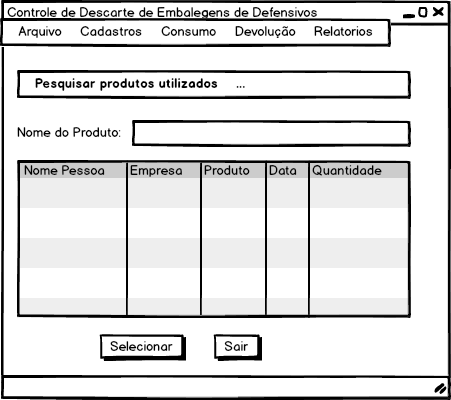 Controle de Descarte de Embalegens de Defensivos
Arquivo Cadastros Consumo Devolução Relatorios
Pesquisar produtos utilizados ...
Nome do Produto:
Nome Pessoa Empresa Produto Data Quantidade
Selecionar Sair